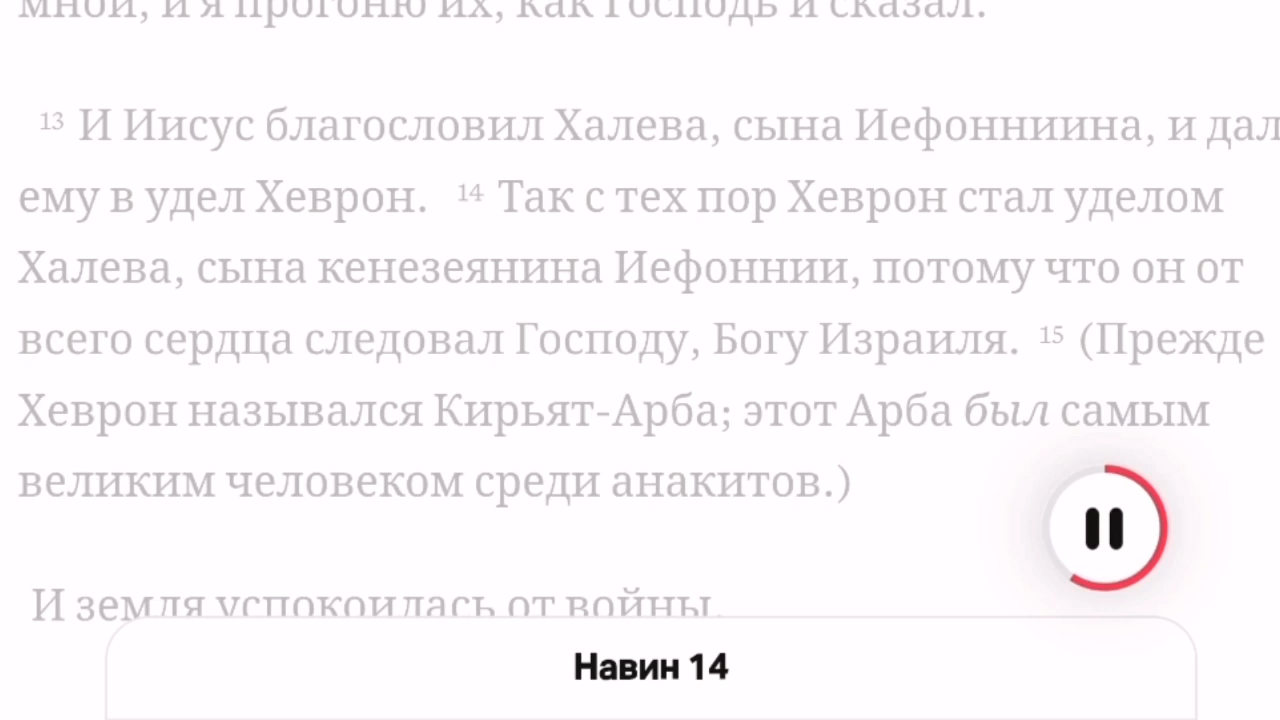 мной, и я прогоню их, как Господь и сказал.
13 И Иисус благословил Халева, сына Иефонниина, и дал
ему в удел Хеврон. 14 Так с тех пор Хеврон стал уделом
Халева, сына кенезеянина Иефоннии, потому что он от
всего сердца следовал Господу, Богу Израиля. 15 (Прежде
Хеврон назывался Кирьят-Арба; этот Арба был самым
великим человеком среди анакитов.)
И земля успокоилась от войны.
Навин 14